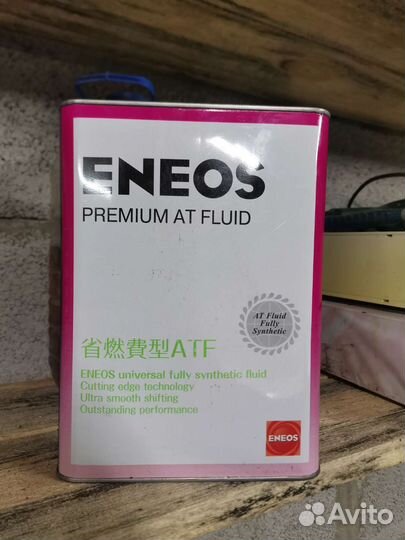 ENEOS
PREMIUM AT FLUID
AT Fluid
Fully
Synthetic
省燃費型ATF
ENEOS universal fully synthetic fluid
Cutting edge technology
Ultra smooth shifting
Outstanding performance
ENEOS
Avito